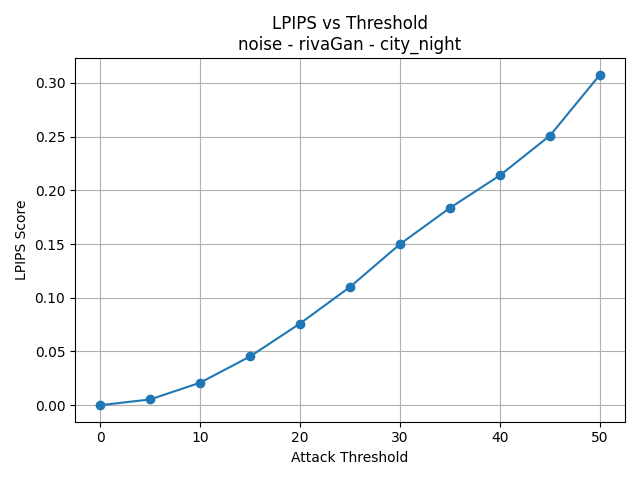 LPIPS vs Threshold
noise - rivaGan - city_night
0.30
0.25
0.20
0.15
0.10
0.05
0.00
LPIPS Score
0 10 20 30 40 50
Attack Threshold